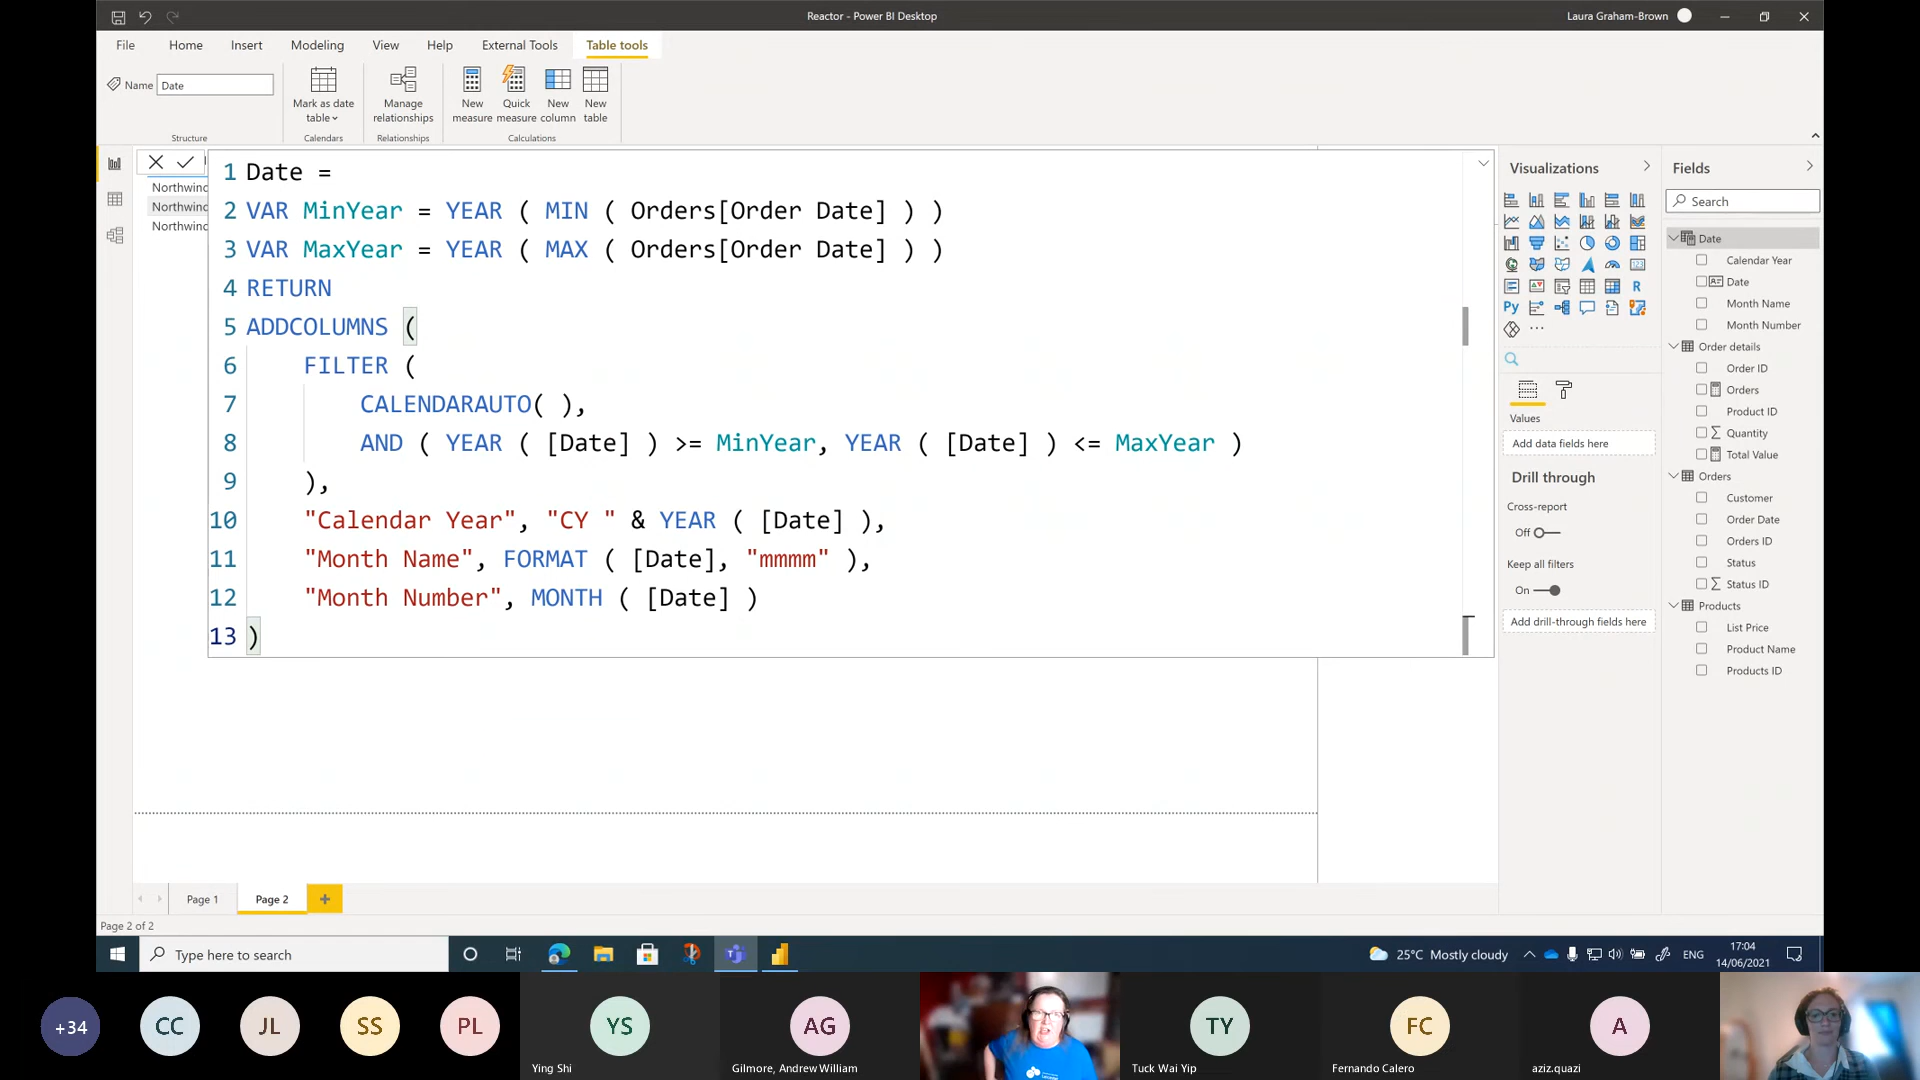 Reactor - Power BI Desktop
Laura Graham-Brown
File Home Insert Modeling View Help External Tools Table tools
Name Date
Mark as date table
Manage relationships
New measure
Quick measure
New column
New table
Structure Calendars Relationships Calculations
Northwind
Northwind
Northwind
1 Date =
2 VAR MinYear = YEAR ( MIN ( Orders[Order Date] ) )
3 VAR MaxYear = YEAR ( MAX ( Orders[Order Date] ) )
4 RETURN
5 ADDCOLUMNS (
6 FILTER (
7 CALENDARAUTO( ),
8 AND ( YEAR ( [Date] ) >= MinYear, YEAR ( [Date] ) <= MaxYear )
9 ),
10 "Calendar Year", "CY " & YEAR ( [Date] ),
11 "Month Name", FORMAT ( [Date], "mmmm" ),
12 "Month Number", MONTH ( [Date] )
13 )
Visualizations
R
Py
Values
Add data fields here
Drill through
Cross-report
Off
Keep all filters
On
Add drill-through fields here
Fields
Search
Date
Calendar Year
Date
Month Name
Month Number
Order details
Order ID
Orders
Product ID
Quantity
Total Value
Orders
Customer
Order Date
Orders ID
Status
Status ID
Products
List Price
Product Name
Products ID
Page 1 Page 2
Page 2 of 2
Type here to search
25°C Mostly cloudy
ENG
17:04
14/06/2021
+34 CC JL SS PL YS AG TY FC A
Ying Shi
Gilmore, Andrew William
Tuck Wai Yip
Fernando Calero
aziz.quazi